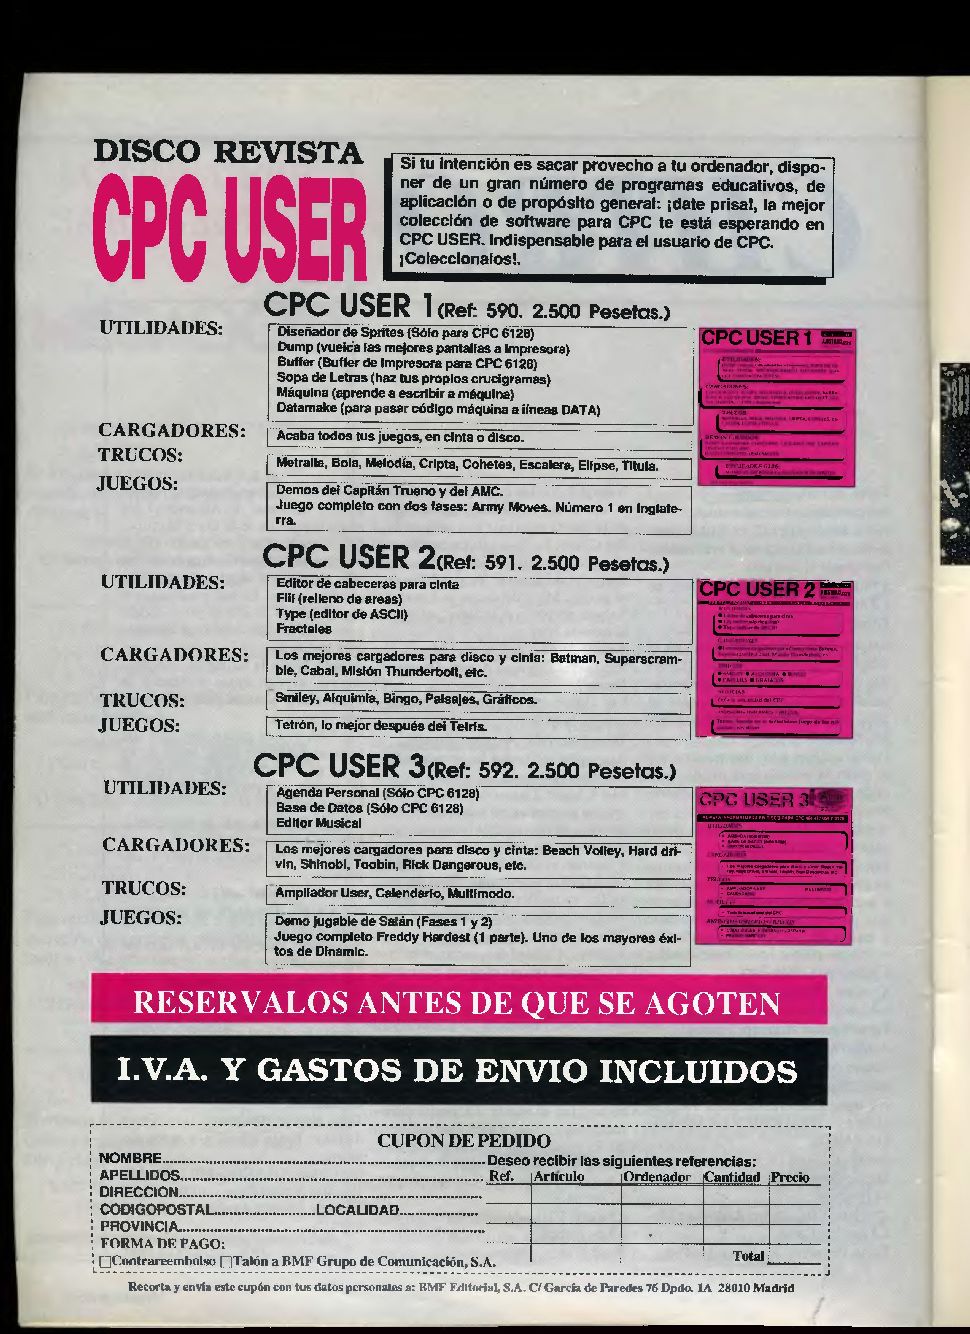 DISCO REVISTA
CPC USER
Si tu intención es sacar provecho a tu ordenador, dispo-
ner de un gran número de programas educativos, de
aplicación o de propósito general: ¡date prisa!, la mejor
colección de software para CPC te está esperando en
CPC USER. Indispensable para el usuario de CPC.
¡Coleccionalos!.
CPC USER 1 (Ref: 590. 2.500 Pesetas.)
UTILIDADES:
Diseñador de Sprites (Sólo para CPC 6128)
Dump (vuelca las mejores pantallas a Impresora)
Buffer (Buffer de Impresora para CPC 6128)
Sopa de Letras (haz tus propios crucigramas)
Máquina (aprende a escribir a máquina)
Datamake (para pasar código máquina a líneas DATA)
CARGADORES:
Acaba todos tus juegos, en cinta o disco.
TRUCOS:
Metralla, Bola, Melodía, Cripta, Cohetes, Escalera, Elipse, Titula.
JUEGOS:
Demos del Capitán Trueno y del AMC.
Juego completo con dos fases: Army Moves. Número 1 en Inglate-
rra.
CPC USER 1
CPC USER 2 (Ref: 591. 2.500 Pesetas.)
UTILIDADES:
Editor de cabeceras para cinta
Fill (relleno de areas)
Type (editor de ASCII)
Fractales
CARGADORES:
Los mejores cargadores para disco y cinta: Batman, Superscram-
ble, Cabal, Misión Thunderbolt, etc.
TRUCOS:
Smiley, Alquimia, Bingo, Paisajes, Gráficos.
JUEGOS:
Tetrón, lo mejor después del Tetris.
CPC USER 2
CPC USER 3 (Ref: 592. 2.500 Pesetas.)
UTILIDADES:
Agenda Personal (Sólo CPC 6128)
Base de Datos (Sólo CPC 6128)
Editor Musical
CARGADORES:
Los mejores cargadores para disco y cinta: Beach Volley, Hard dri-
vin, Shinobi, Toobin, Rick Dangerous, etc.
TRUCOS:
Ampliador User, Calendario, Multimodo.
JUEGOS:
Demo jugable de Satán (Fases 1 y 2)
Juego completo Freddy Hardest (1 parte). Uno de los mayores éxi-
tos de Dinamic.
CPC USER 3
RESERVALOS ANTES DE QUE SE AGOTEN
I.V.A. Y GASTOS DE ENVIO INCLUIDOS
CUPON DE PEDIDO
NOMBRE
APELLIDOS
DIRECCION
CODIGOPOSTAL LOCALIDAD
PROVINCIA
FORMA DE PAGO:
Contrareembolso Talón a BMF Grupo de Comunicación, S.A.
Deseo recibir las siguientes referencias:
Ref. Artículo Ordenador Cantidad Precio
Total
Recorta y envía este cupón con tus datos personales a: BMF Editorial, S.A. C/ García de Paredes 76 Dpdo. 1A 28010 Madrid